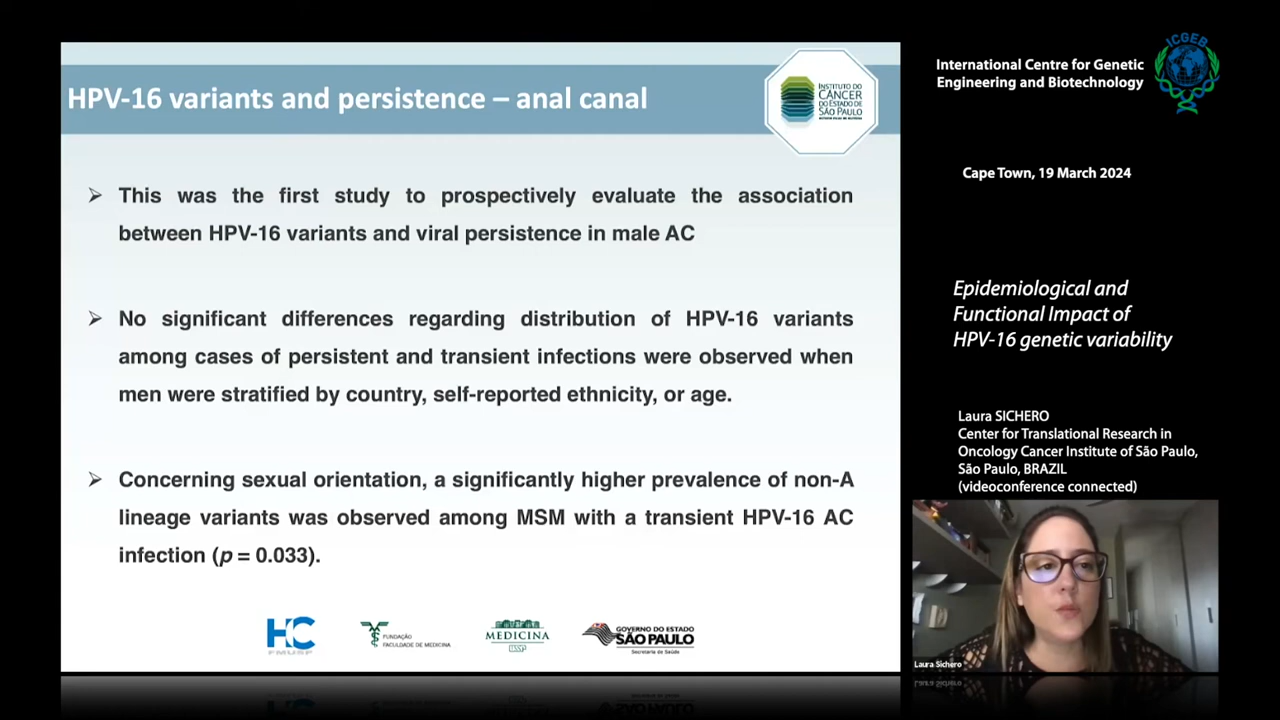 HPV-16 variants and persistence – anal canal
INSTITUTO DO
CÂNCER
DO ESTADO DE
SÃO PAULO
➢ This was the first study to prospectively evaluate the association
between HPV-16 variants and viral persistence in male AC
➢ No significant differences regarding distribution of HPV-16 variants
among cases of persistent and transient infections were observed when
men were stratified by country, self-reported ethnicity, or age.
➢ Concerning sexual orientation, a significantly higher prevalence of non-A
lineage variants was observed among MSM with a transient HPV-16 AC
infection (p = 0.033).
HC
FMUSP
FUNDAÇÃO
FACULDADE DE MEDICINA
MEDICINA
USP
GOVERNO DO ESTADO
SÃO PAULO
Secretaria de Saúde
International Centre for Genetic
Engineering and Biotechnology
ICGEB
Cape Town, 19 March 2024
Epidemiological and
Functional Impact of
HPV-16 genetic variability
Laura SICHERO
Center for Translational Research in
Oncology Cancer Institute of São Paulo,
São Paulo, BRAZIL
(videoconference connected)
Laura Sichero